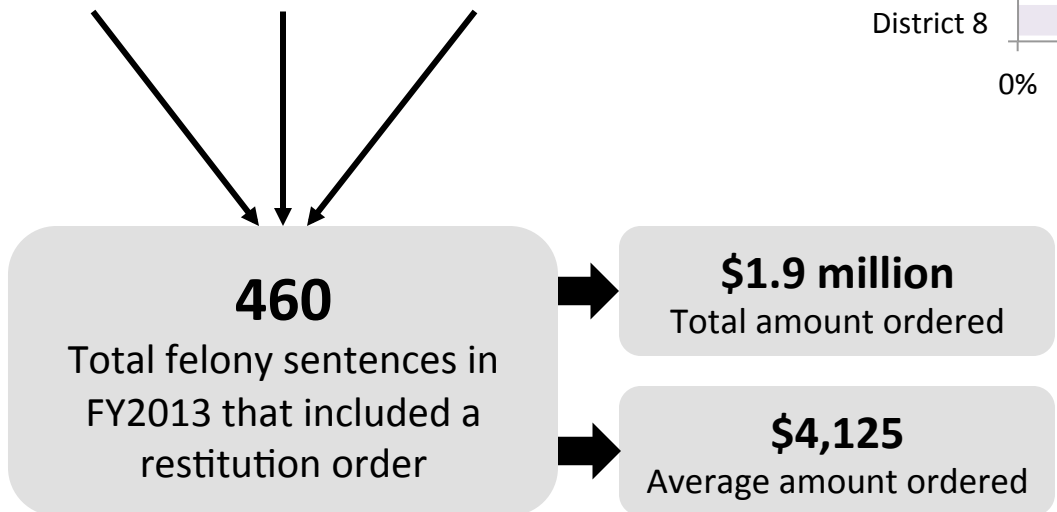 District 8
0%
460
Total felony sentences in
FY2013 that included a
restitution order
$1.9 million
Total amount ordered
$4,125
Average amount ordered